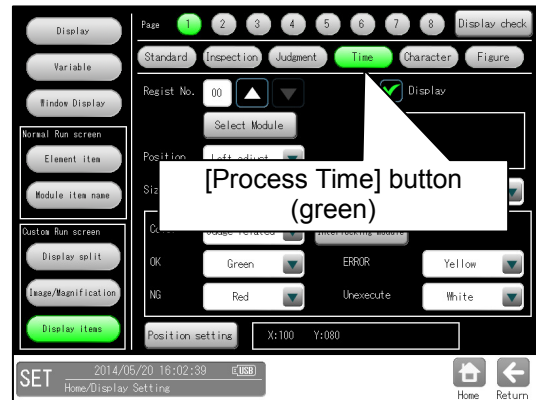 Display
Variable
Window Display
Normal Run screen
Element item
Module item name
Custom Run screen
Display split
Image/Magnification
Display items
Page 1 2 3 4 5 6 7 8 Display check
Standard Inspection Judgment Time Character Figure
Regist No. 00 Display
Select Module
Position Left adjust
[Process Time] button
(green)
OK Green ERROR Yellow
NG Red Unexecute White
Position setting X:100 Y:080
SET 2014/05/20 16:02:39 USB
Home/Display Setting
Home Return